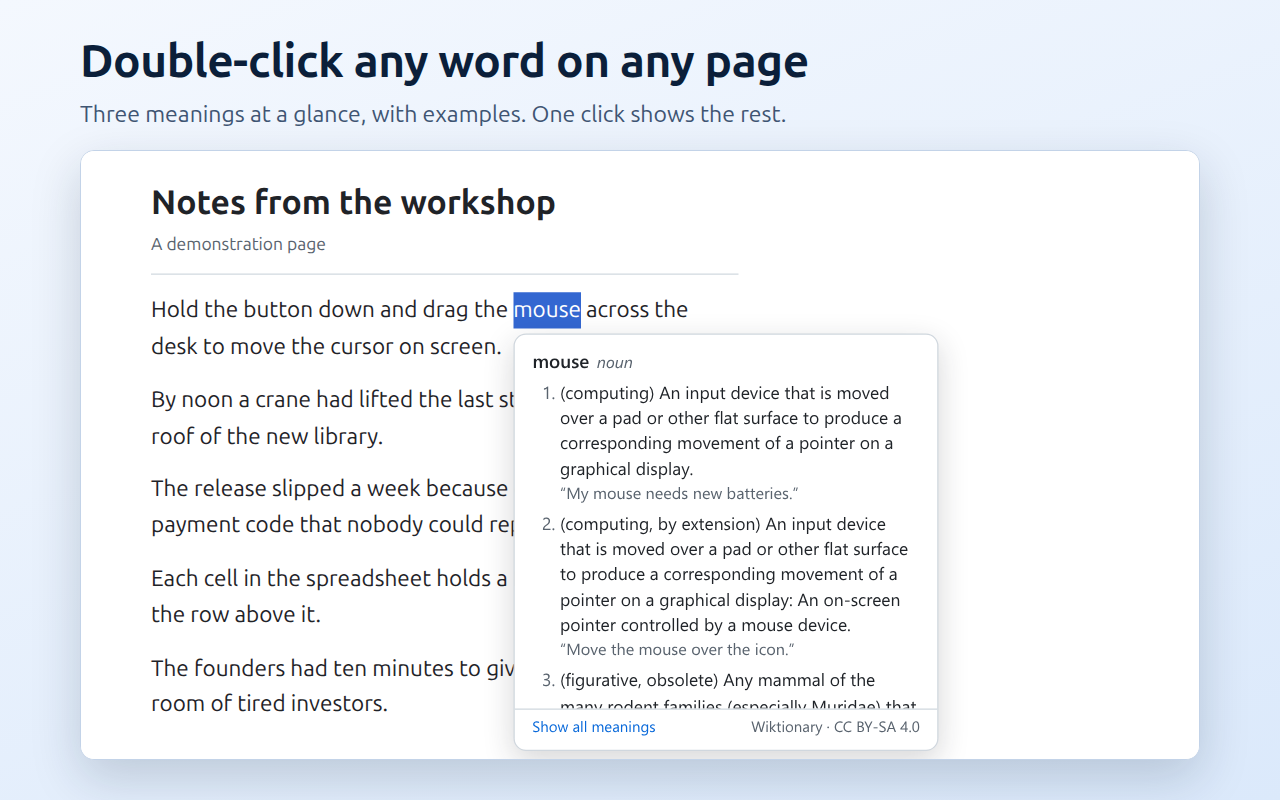 Double-click any word on any page
Three meanings at a glance, with examples. One click shows the rest.
Notes from the workshop
A demonstration page
Hold the button down and drag the mouse across the
desk to move the cursor on screen.
By noon a crane had lifted the last
roof of the new library.
The release slipped a week because
payment code that nobody could
Each cell in the spreadsheet holds a
the row above it.
The founders had ten minutes to
room of tired investors.
mouse noun
1. (computing) An input device that is moved
over a pad or other flat surface to produce a
corresponding movement of a pointer on a
graphical display.
“My mouse needs new batteries.”
2. (computing, by extension) An input device
that is moved over a pad or other flat surface
to produce a corresponding movement of a
pointer on a graphical display: An on-screen
pointer controlled by a mouse device.
“Move the mouse over the icon.”
3. (figurative, obsolete) Any mammal of the
many rodent families (especially Muridae) that
Show all meanings
Wiktionary · CC BY-SA 4.0